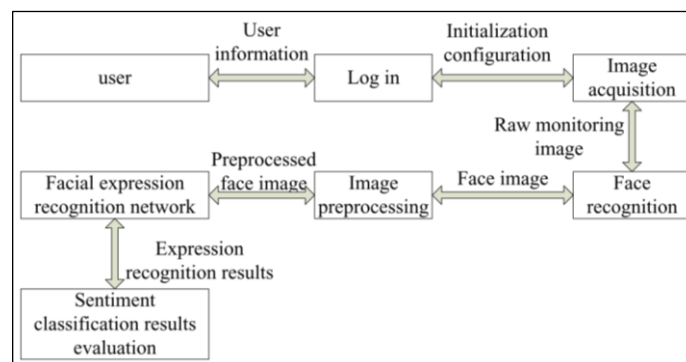 User
information
Initialization
configuration
user
Log in
Image
acquisition
Raw monitoring
image
Preprocessed
face image
Face image
Facial expression
recognition network
Image
preprocessing
Face
recognition
Expression
recognition results
Sentiment
classification results
evaluation